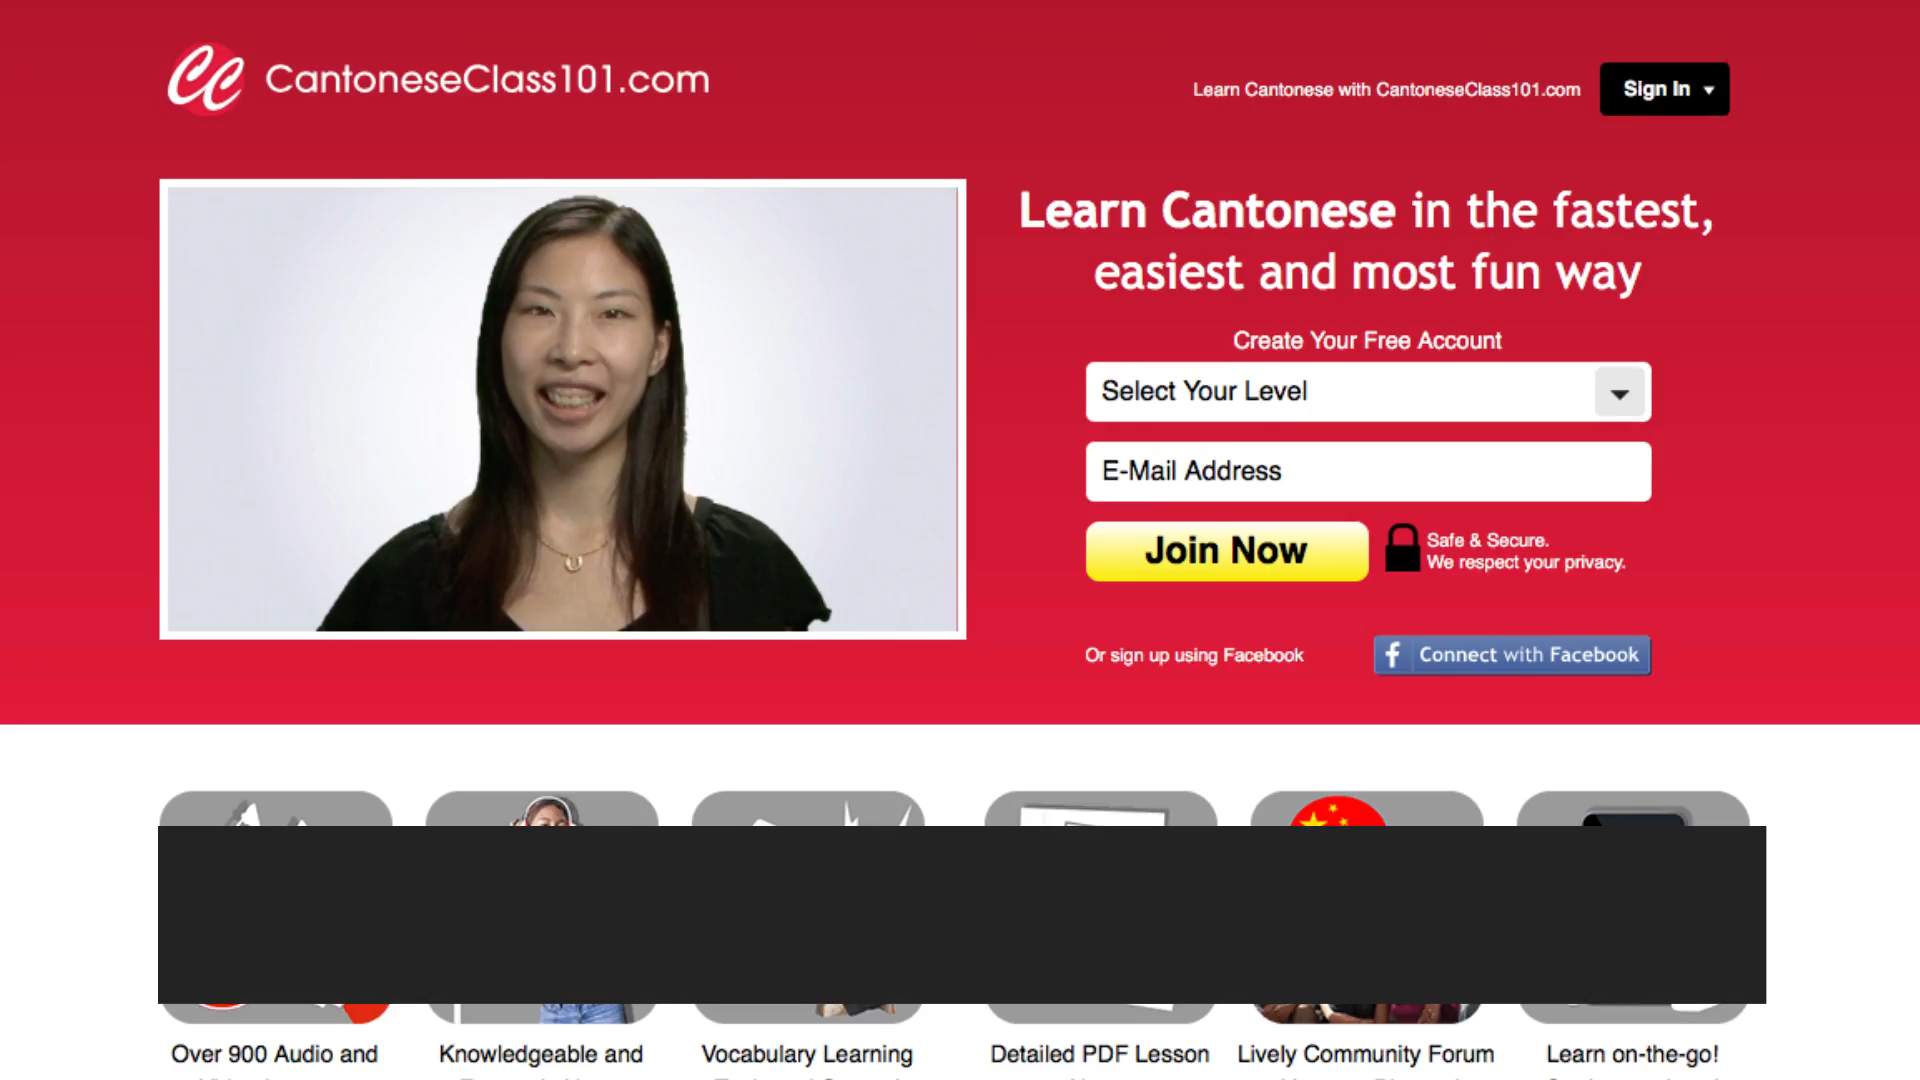 CC CantoneseClass101.com
Learn Cantonese with CantoneseClass101.com
Sign In
Learn Cantonese in the fastest,
easiest and most fun way
Create Your Free Account
Select Your Level
E-Mail Address
Join Now
Safe & Secure.
We respect your privacy.
Or sign up using Facebook
f Connect with Facebook
Over 900 Audio and
Knowledgeable and
Vocabulary Learning
Detailed PDF Lesson
Lively Community Forum
Learn on-the-go!